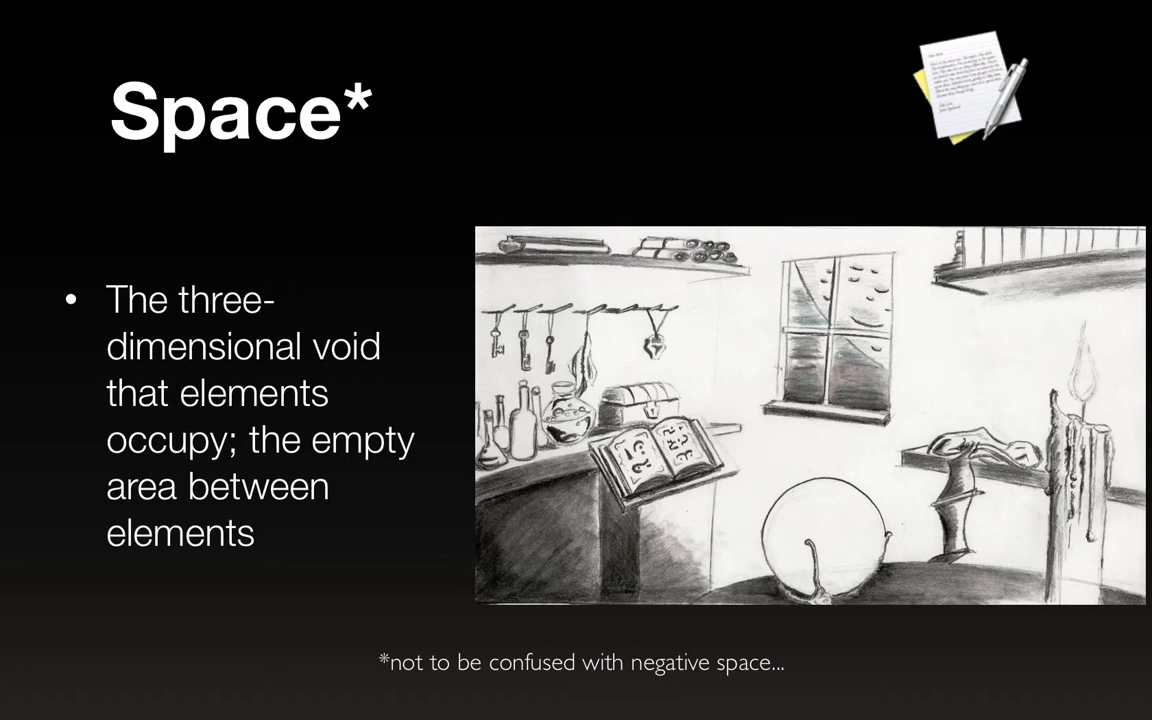 Space*
• The three-
dimensional void
that elements
occupy; the empty
area between
elements
*not to be confused with negative space...